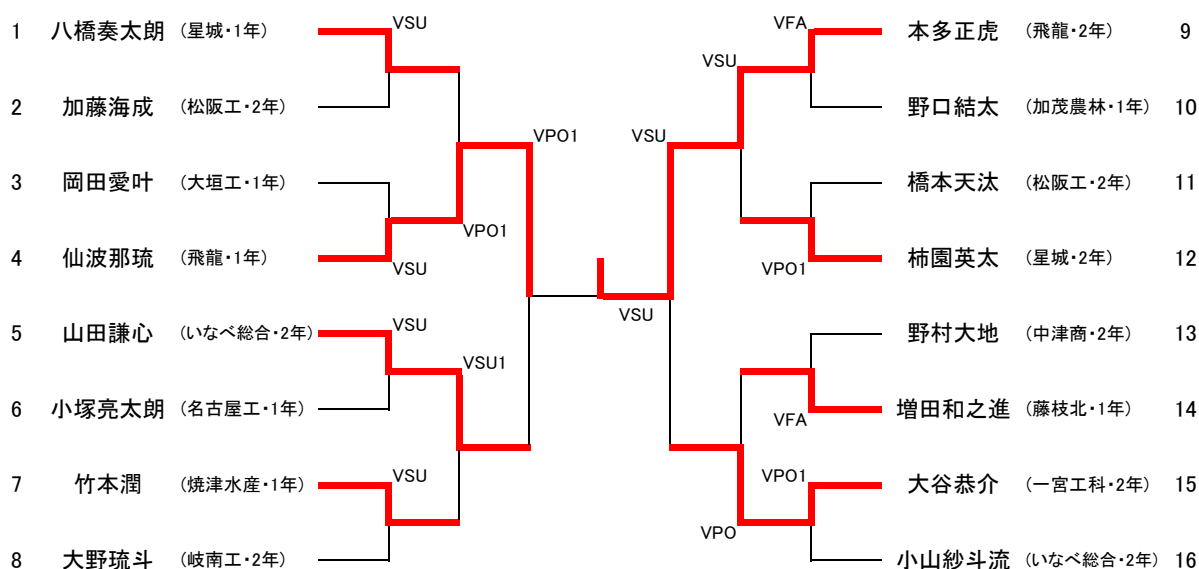 1 八橋奏太朗 (星城・1年) VSU
2 加藤海成 (松阪工・2年)
VPO1
3 岡田愛叶 (大垣工・1年)
VPO1
4 仙波那琉 (飛龍・1年) VSU
5 山田謙心 (いなべ総合・2年) VSU
VSU1
6 小塚亮太朗 (名古屋工・1年)
7 竹本潤 (焼津水産・1年) VSU
8 大野琉斗 (岐南工・2年)
VSU
VFA 本多正虎 (飛龍・2年) 9
VSU
野口結太 (加茂農林・1年) 10
VSU
橋本天汰 (松阪工・2年) 11
VPO1 柿園英太 (星城・2年) 12
野村大地 (中津商・2年) 13
VFA 増田和之進 (藤枝北・1年) 14
VPO1 大谷恭介 (一宮工科・2年) 15
VPO
小山紗斗流 (いなべ総合・2年) 16